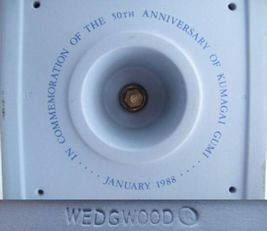 IN COMMEMORATION OF THE 50TH ANNIVERSARY OF KUMAGAI GUMI
..... JANUARY 1988 .....
WEDGWOOD